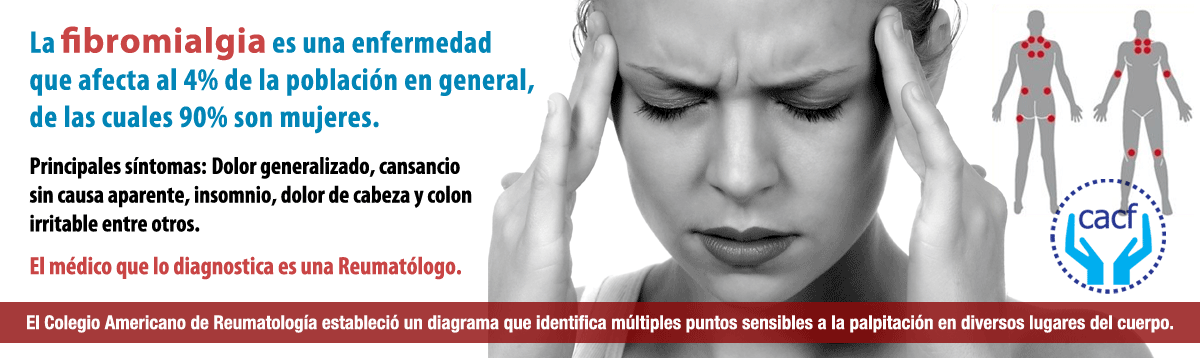 La fibromialgia es una enfermedad
que afecta al 4% de la población en general,
de las cuales 90% son mujeres.
Principales síntomas: Dolor generalizado, cansancio
sin causa aparente, insomnio, dolor de cabeza y colon
irritable entre otros.
El médico que lo diagnostica es una Reumatólogo.
cacf
El Colegio Americano de Reumatología estableció un diagrama que identifica múltiples puntos sensibles a la palpitación en diversos lugares del cuerpo.